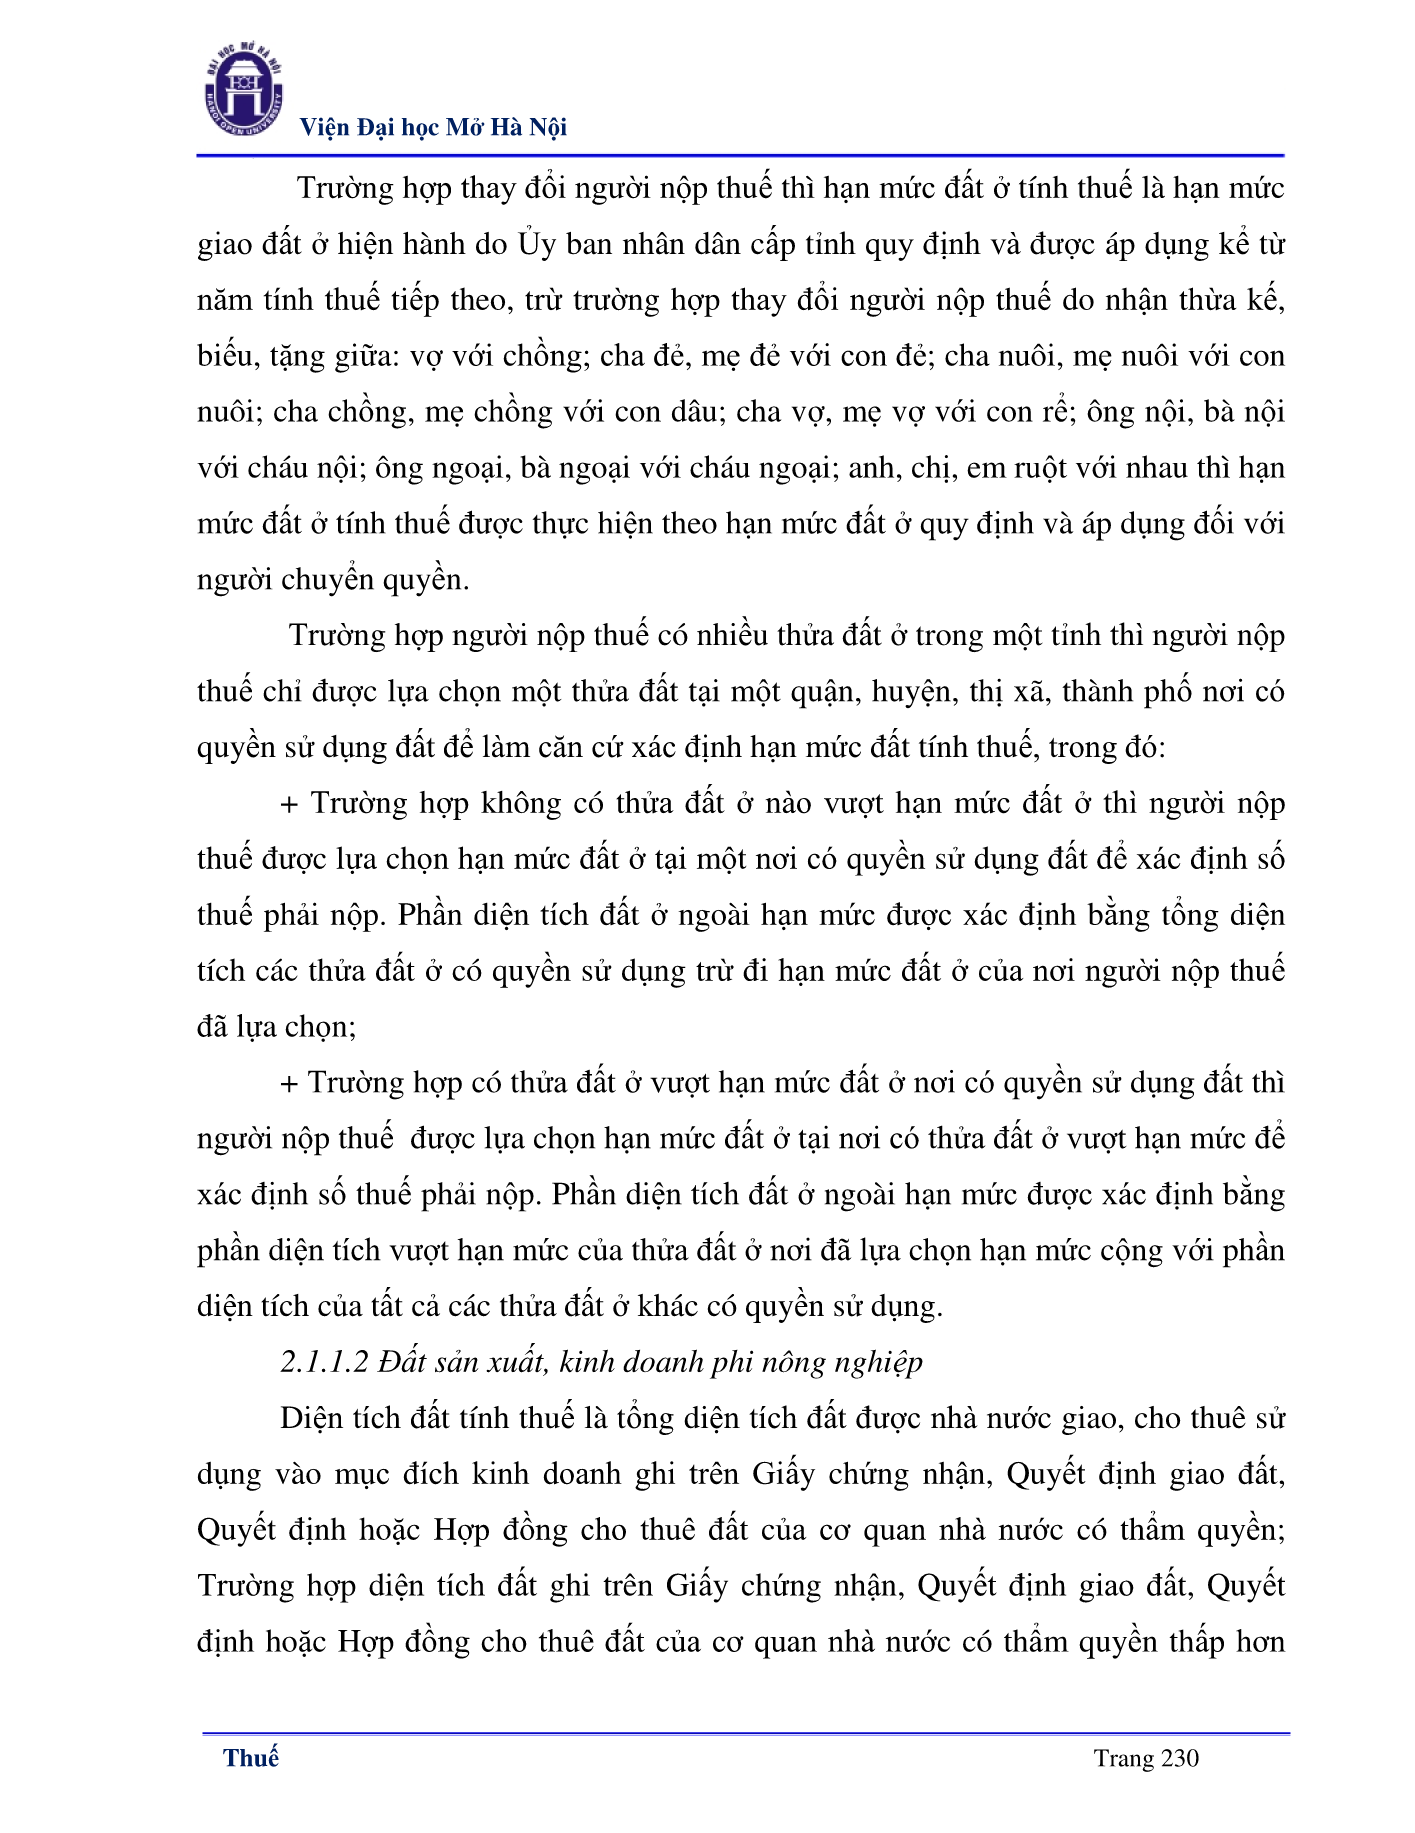 ĐẠI HỌC MỞ HÀ NỘI
HANOI OPEN UNIVERSITY
Viện Đại học Mở Hà Nội
Trường hợp thay đổi người nộp thuế thì hạn mức đất ở tính thuế là hạn mức
giao đất ở hiện hành do Ủy ban nhân dân cấp tỉnh quy định và được áp dụng kể từ
năm tính thuế tiếp theo, trừ trường hợp thay đổi người nộp thuế do nhận thừa kế,
biếu, tặng giữa: vợ với chồng; cha đẻ, mẹ đẻ với con đẻ; cha nuôi, mẹ nuôi với con
nuôi; cha chồng, mẹ chồng với con dâu; cha vợ, mẹ vợ với con rể; ông nội, bà nội
với cháu nội; ông ngoại, bà ngoại với cháu ngoại; anh, chị, em ruột với nhau thì hạn
mức đất ở tính thuế được thực hiện theo hạn mức đất ở quy định và áp dụng đối với
người chuyển quyền.
Trường hợp người nộp thuế có nhiều thửa đất ở trong một tỉnh thì người nộp
thuế chỉ được lựa chọn một thửa đất tại một quận, huyện, thị xã, thành phố nơi có
quyền sử dụng đất để làm căn cứ xác định hạn mức đất tính thuế, trong đó:
+ Trường hợp không có thửa đất ở nào vượt hạn mức đất ở thì người nộp
thuế được lựa chọn hạn mức đất ở tại một nơi có quyền sử dụng đất để xác định số
thuế phải nộp. Phần diện tích đất ở ngoài hạn mức được xác định bằng tổng diện
tích các thửa đất ở có quyền sử dụng trừ đi hạn mức đất ở của nơi người nộp thuế
đã lựa chọn;
+ Trường hợp có thửa đất ở vượt hạn mức đất ở nơi có quyền sử dụng đất thì
người nộp thuế  được lựa chọn hạn mức đất ở tại nơi có thửa đất ở vượt hạn mức để
xác định số thuế phải nộp. Phần diện tích đất ở ngoài hạn mức được xác định bằng
phần diện tích vượt hạn mức của thửa đất ở nơi đã lựa chọn hạn mức cộng với phần
diện tích của tất cả các thửa đất ở khác có quyền sử dụng.
2.1.1.2 Đất sản xuất, kinh doanh phi nông nghiệp
Diện tích đất tính thuế là tổng diện tích đất được nhà nước giao, cho thuê sử
dụng vào mục đích kinh doanh ghi trên Giấy chứng nhận, Quyết định giao đất,
Quyết định hoặc Hợp đồng cho thuê đất của cơ quan nhà nước có thẩm quyền;
Trường hợp diện tích đất ghi trên Giấy chứng nhận, Quyết định giao đất, Quyết
định hoặc Hợp đồng cho thuê đất của cơ quan nhà nước có thẩm quyền thấp hơn
Thuế
Trang 230